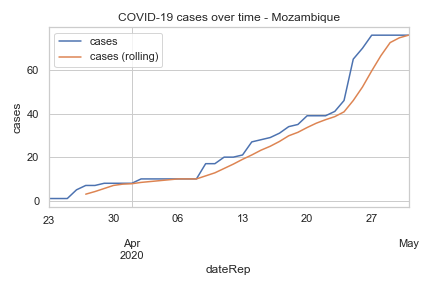 COVID-19 cases over time - Mozambique
cases
cases (rolling)
cases
60
40
20
0
23
30
06
13
20
27
Apr
2020
May
dateRep